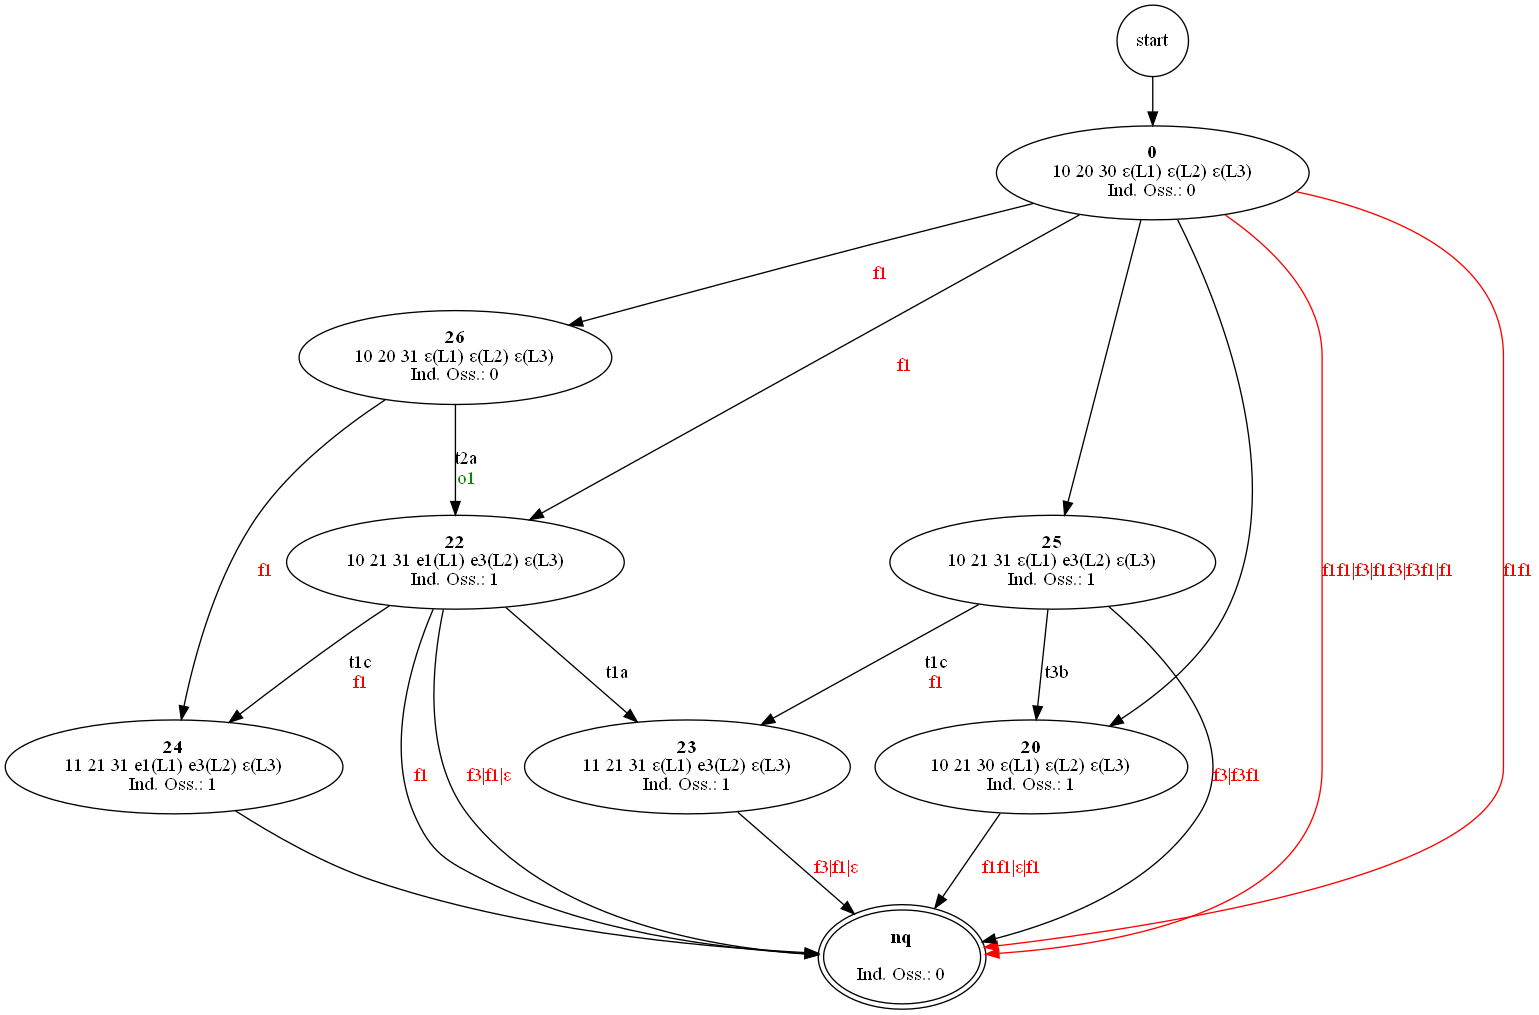 start
0
10 20 30 ε(L1) ε(L2) ε(L3)
Ind. Oss.: 0
f1
26
10 20 31 ε(L1) ε(L2) ε(L3)
Ind. Oss.: 0
f1
t2a
o1
22
10 21 31 e1(L1) e3(L2) ε(L3)
Ind. Oss.: 1
25
10 21 31 ε(L1) e3(L2) ε(L3)
Ind. Oss.: 1
f1
f1f1|f3|f1f3|f3f1|f1
f1f1
t1c
f1
t1a
t1c
f1
t3b
24
11 21 31 e1(L1) e3(L2) ε(L3)
Ind. Oss.: 1
f1
f3|f1|ε
23
11 21 31 ε(L1) e3(L2) ε(L3)
Ind. Oss.: 1
20
10 21 30 ε(L1) ε(L2) ε(L3)
Ind. Oss.: 1
f3|f3f1
f3|f1|ε
f1f1|ε|f1
nq
Ind. Oss.: 0